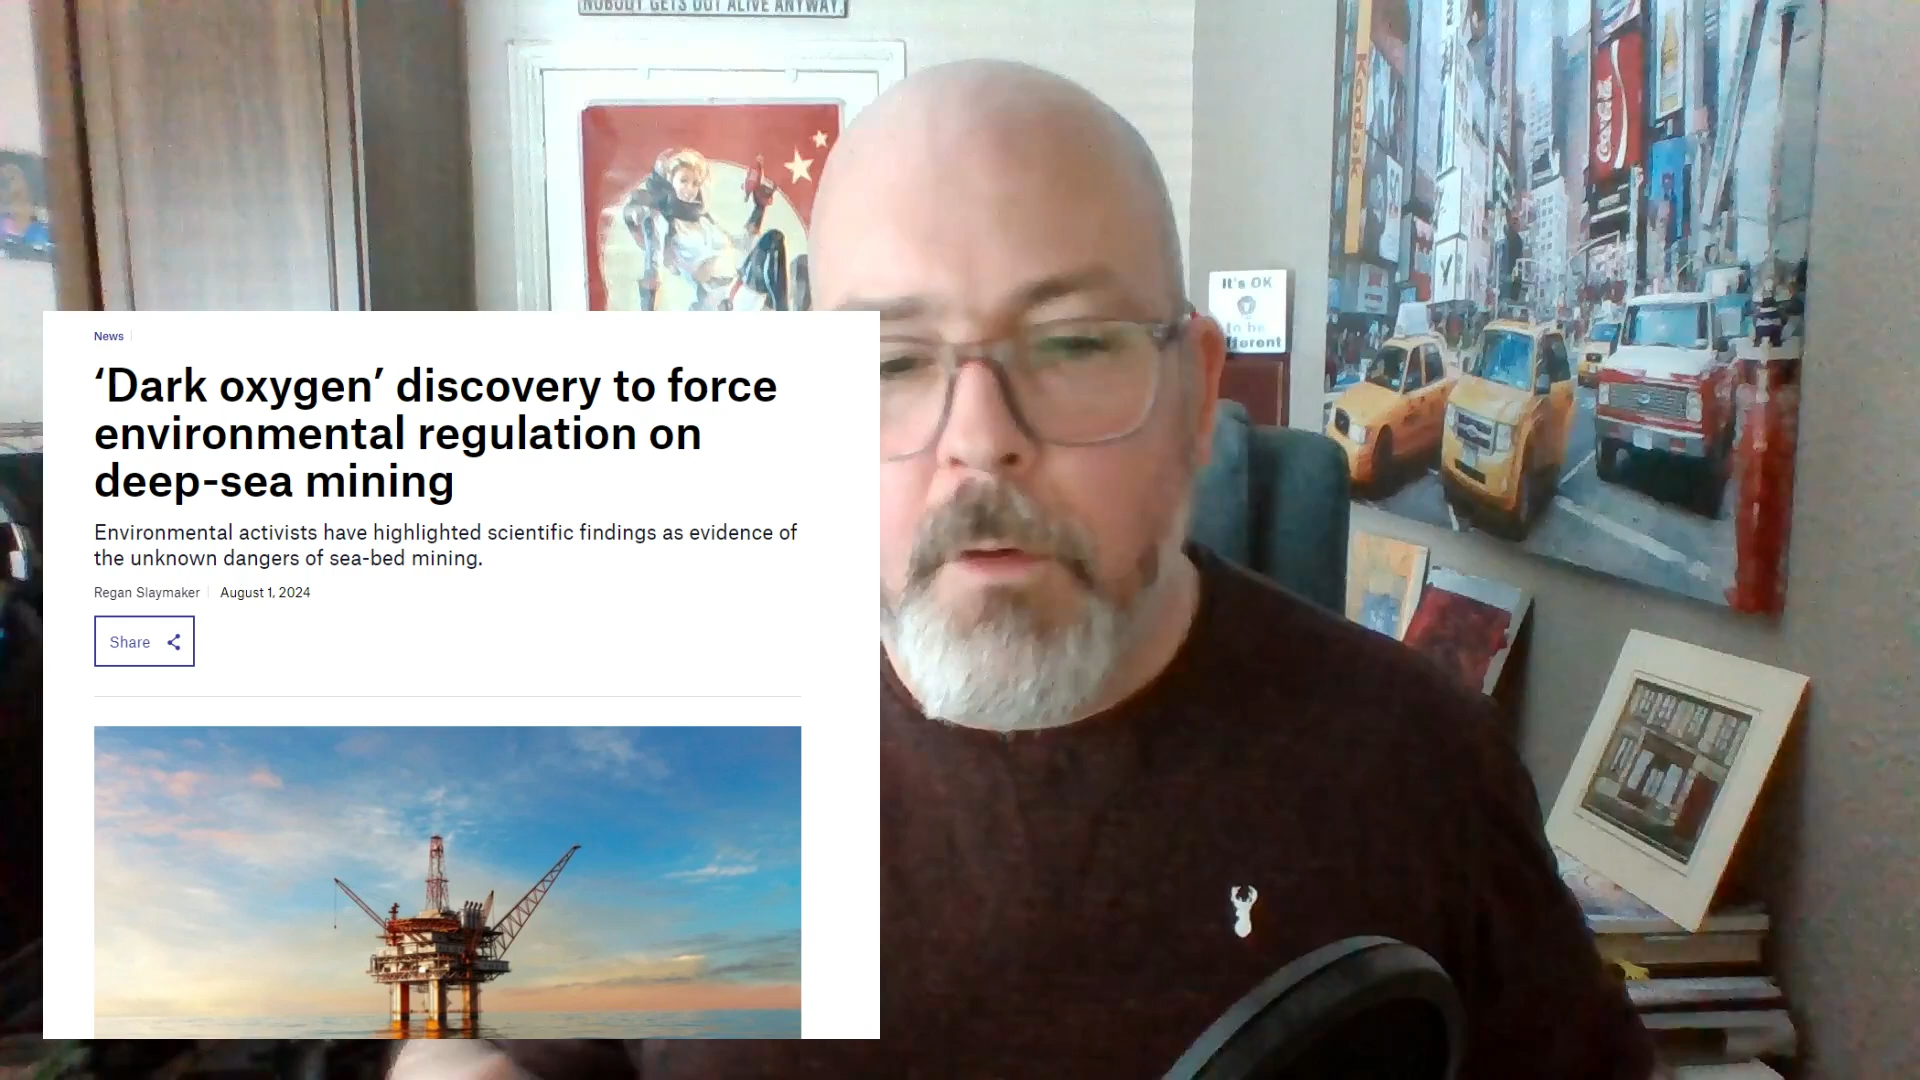 NOBODY GETS OUT ALIVE ANYWAY.
Kodak
Coca-Cola
It's OK
to be
different
News
‘Dark oxygen’ discovery to force
environmental regulation on
deep-sea mining
Environmental activists have highlighted scientific findings as evidence of
the unknown dangers of sea-bed mining.
Regan Slaymaker
August 1, 2024
Share